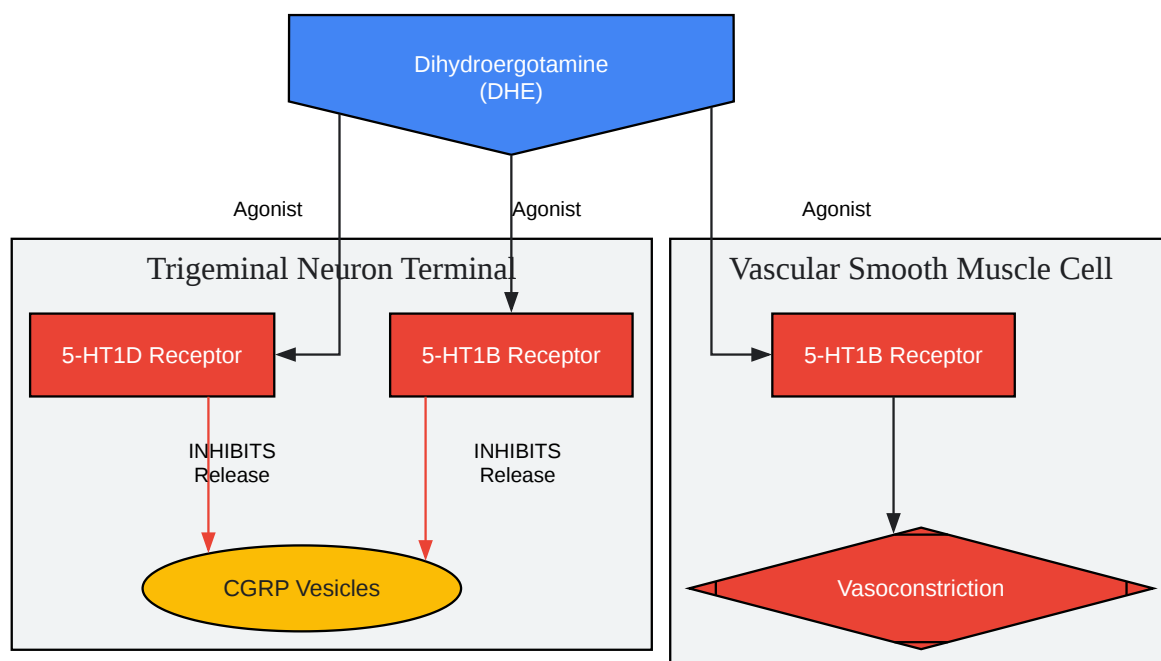 Dihydroergotamine
(DHE)
Agonist
Agonist
Agonist
Trigeminal Neuron Terminal
Vascular Smooth Muscle Cell
5-HT1D Receptor
5-HT1B Receptor
5-HT1B Receptor
INHIBITS
Release
INHIBITS
Release
CGRP Vesicles
Vasoconstriction